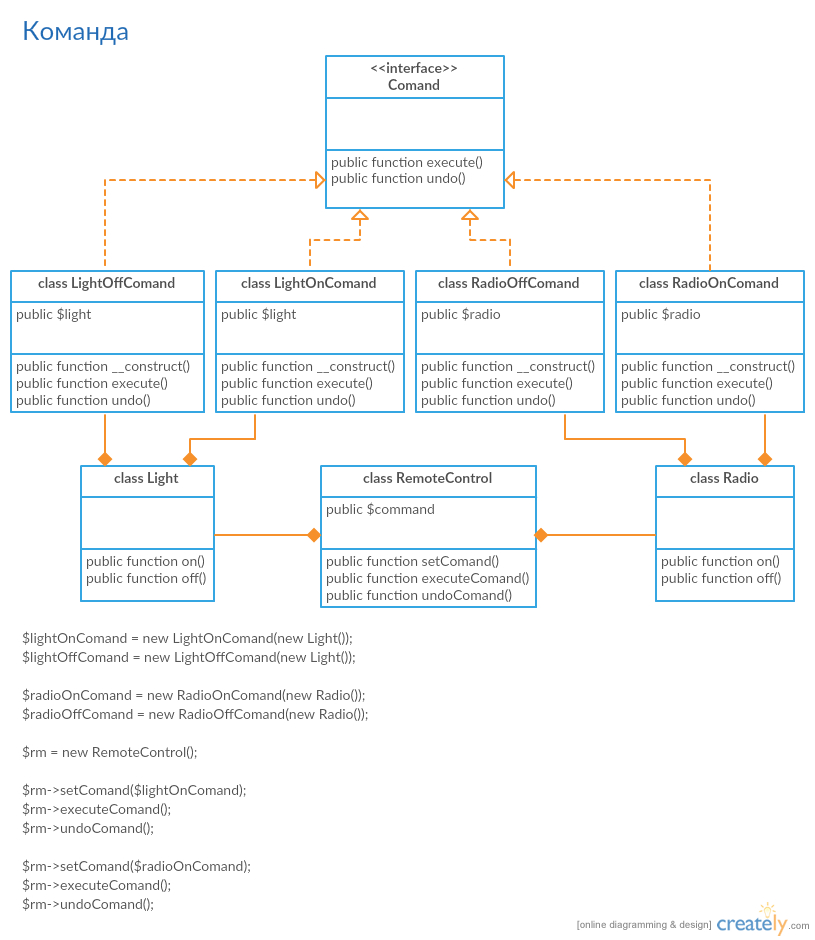 Команда
<<interface>>
Comand
public function execute()
public function undo()
class LightOffComand
public $light
public function __construct()
public function execute()
public function undo()
class LightOnComand
public $light
public function __construct()
public function execute()
public function undo()
class RadioOffComand
public $radio
public function __construct()
public function execute()
public function undo()
class RadioOnComand
public $radio
public function __construct()
public function execute()
public function undo()
class Light
public function on()
public function off()
class RemoteControl
public $command
public function setComand()
public function executeComand()
public function undoComand()
class Radio
public function on()
public function off()
$lightOnComand = new LightOnComand(new Light());
$lightOffComand = new LightOffComand(new Light());
$radioOnComand = new RadioOnComand(new Radio());
$radioOffComand = new RadioOffComand(new Radio());
$rm = new RemoteControl();
$rm->setComand($lightOnComand);
$rm->executeComand();
$rm->undoComand();
$rm->setComand($radioOnComand);
$rm->executeComand();
$rm->undoComand();
[online diagramming & design] creately.com